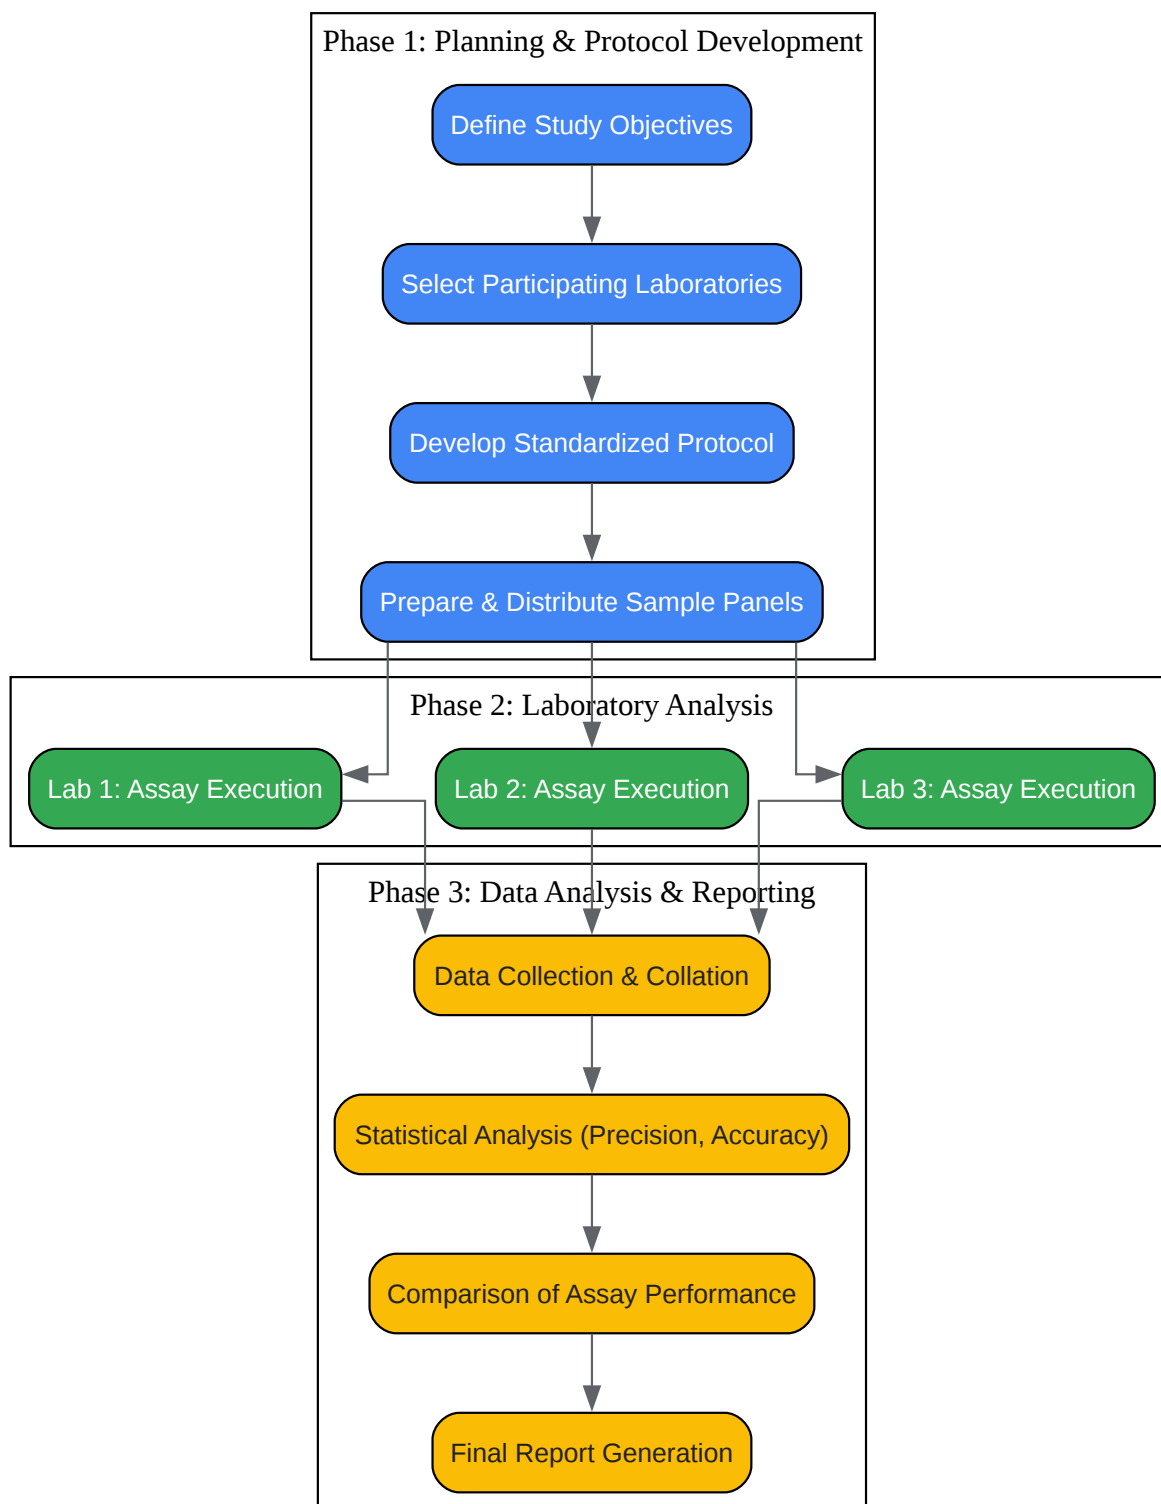 Phase 1: Planning & Protocol Development
Define Study Objectives
Select Participating Laboratories
Develop Standardized Protocol
Prepare & Distribute Sample Panels
Phase 2: Laboratory Analysis
Lab 1: Assay Execution
Lab 2: Assay Execution
Lab 3: Assay Execution
Phase 3: Data Analysis & Reporting
Data Collection & Collation
Statistical Analysis (Precision, Accuracy)
Comparison of Assay Performance
Final Report Generation